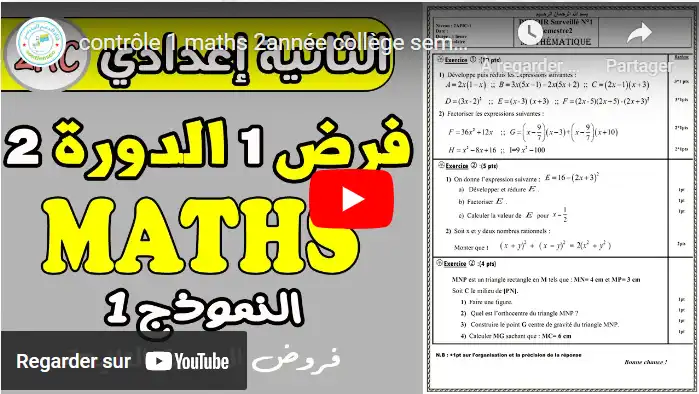 contrôle 1 maths 2année collège sem...
2AC الثانية إعدادي
فرض 1 الدورة 2
MATHS
النموذج 1
فروض
Regarder sur YouTube
À regarder ...
Partager
بسم الله الرحمان الرحيم
DEVOIR Surveillé N°1
Semestre2
MATHÉMATIQUE
Exercice ① :
1) Développe puis réduis les Expressions suivantes :
A=2x(1−x) ;; B=3x(5x−1)−2x(5x+2) ;; C=(2x−1)(x+3)
D=(3x-2)² ;; E=(x-3)(x+3) ;; F=(2x-5)(2x-5)-(2x+3)²
2) Factoriser les expressions suivantes :
F=36x²+12x ;; G=(x−9/7)(x−3)+(x−9/7)(x+10)
H=x²−8x+16 ;; I=9x²−100
Exercice ② :(5 pts)
1) On donne l'expression suivante : E=16−(2x+3)²
a) Développer et réduire E .
b) Factoriser E .
c) Calculer la valeur de E pour x=1/2
2) Soit x et y deux nombres rationnels :
Monter que : (x+y)² + (x−y)² = 2(x²+y²)
Exercice ② :(4 pts)
MNP est un triangle rectangle en M tels que : MN= 4 cm et MP= 3 cm
Soit C le milieu de [PN].
1) Faire une figure.
2) Quel est l'orthocentre du triangle MNP ?
3) Construire le point G centre de gravité du triangle MNP.
4) Calculer MG sachant que : MC= 6 cm
N.B : +1pt sur l'organisation et la précision de la réponse
Bonne chance !